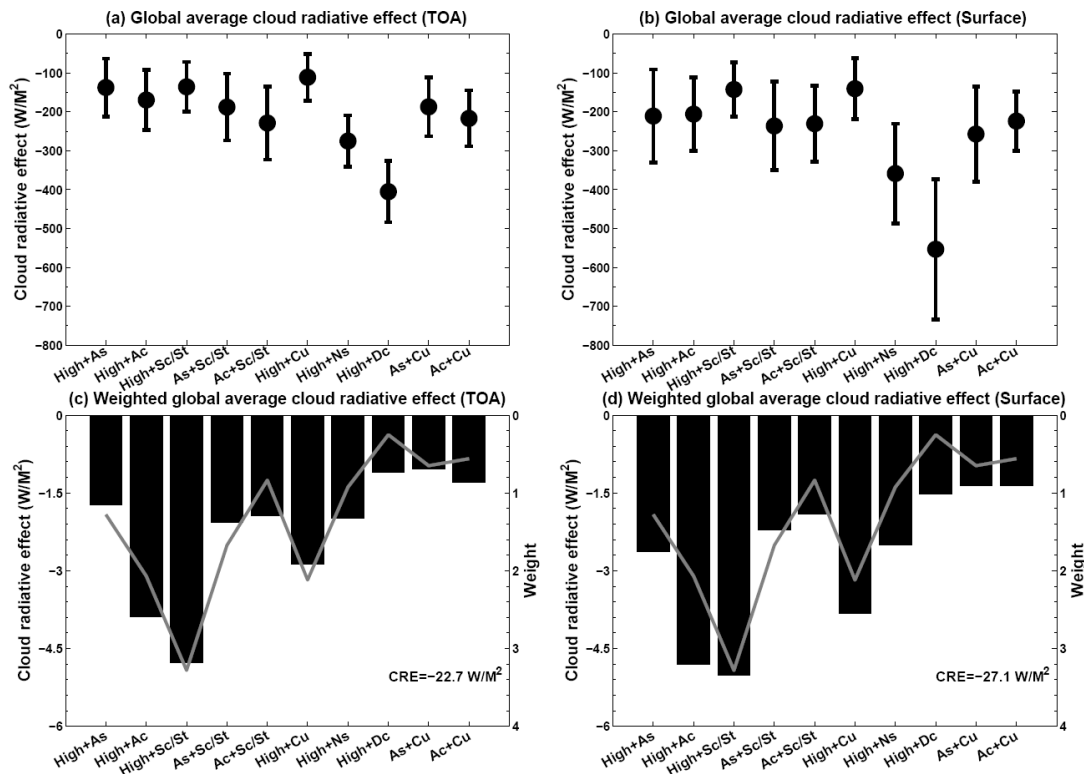 (a) Global average cloud radiative effect (TOA)
Cloud radiative effect (W/M²)
0
−100
−200
−300
−400
−500
−600
−700
−800
High+As
High+Ac
High+Sc/St
As+Sc/St
Ac+Sc/St
High+Cu
High+Ns
High+Dc
As+Cu
Ac+Cu
(b) Global average cloud radiative effect (Surface)
Cloud radiative effect (W/M²)
0
−100
−200
−300
−400
−500
−600
−700
−800
High+As
High+Ac
High+Sc/St
As+Sc/St
Ac+Sc/St
High+Cu
High+Ns
High+Dc
As+Cu
Ac+Cu
(c) Weighted global average cloud radiative effect (TOA)
Cloud radiative effect (W/M²)
0
−1.5
−3
−4.5
−6
0
1
2
3
4
Weight
CRE=−22.7 W/M²
High+As
High+Ac
High+Sc/St
As+Sc/St
Ac+Sc/St
High+Cu
High+Ns
High+Dc
As+Cu
Ac+Cu
(d) Weighted global average cloud radiative effect (Surface)
Cloud radiative effect (W/M²)
0
−1.5
−3
−4.5
−6
0
1
2
3
4
Weight
CRE=−27.1 W/M²
High+As
High+Ac
High+Sc/St
As+Sc/St
Ac+Sc/St
High+Cu
High+Ns
High+Dc
As+Cu
Ac+Cu